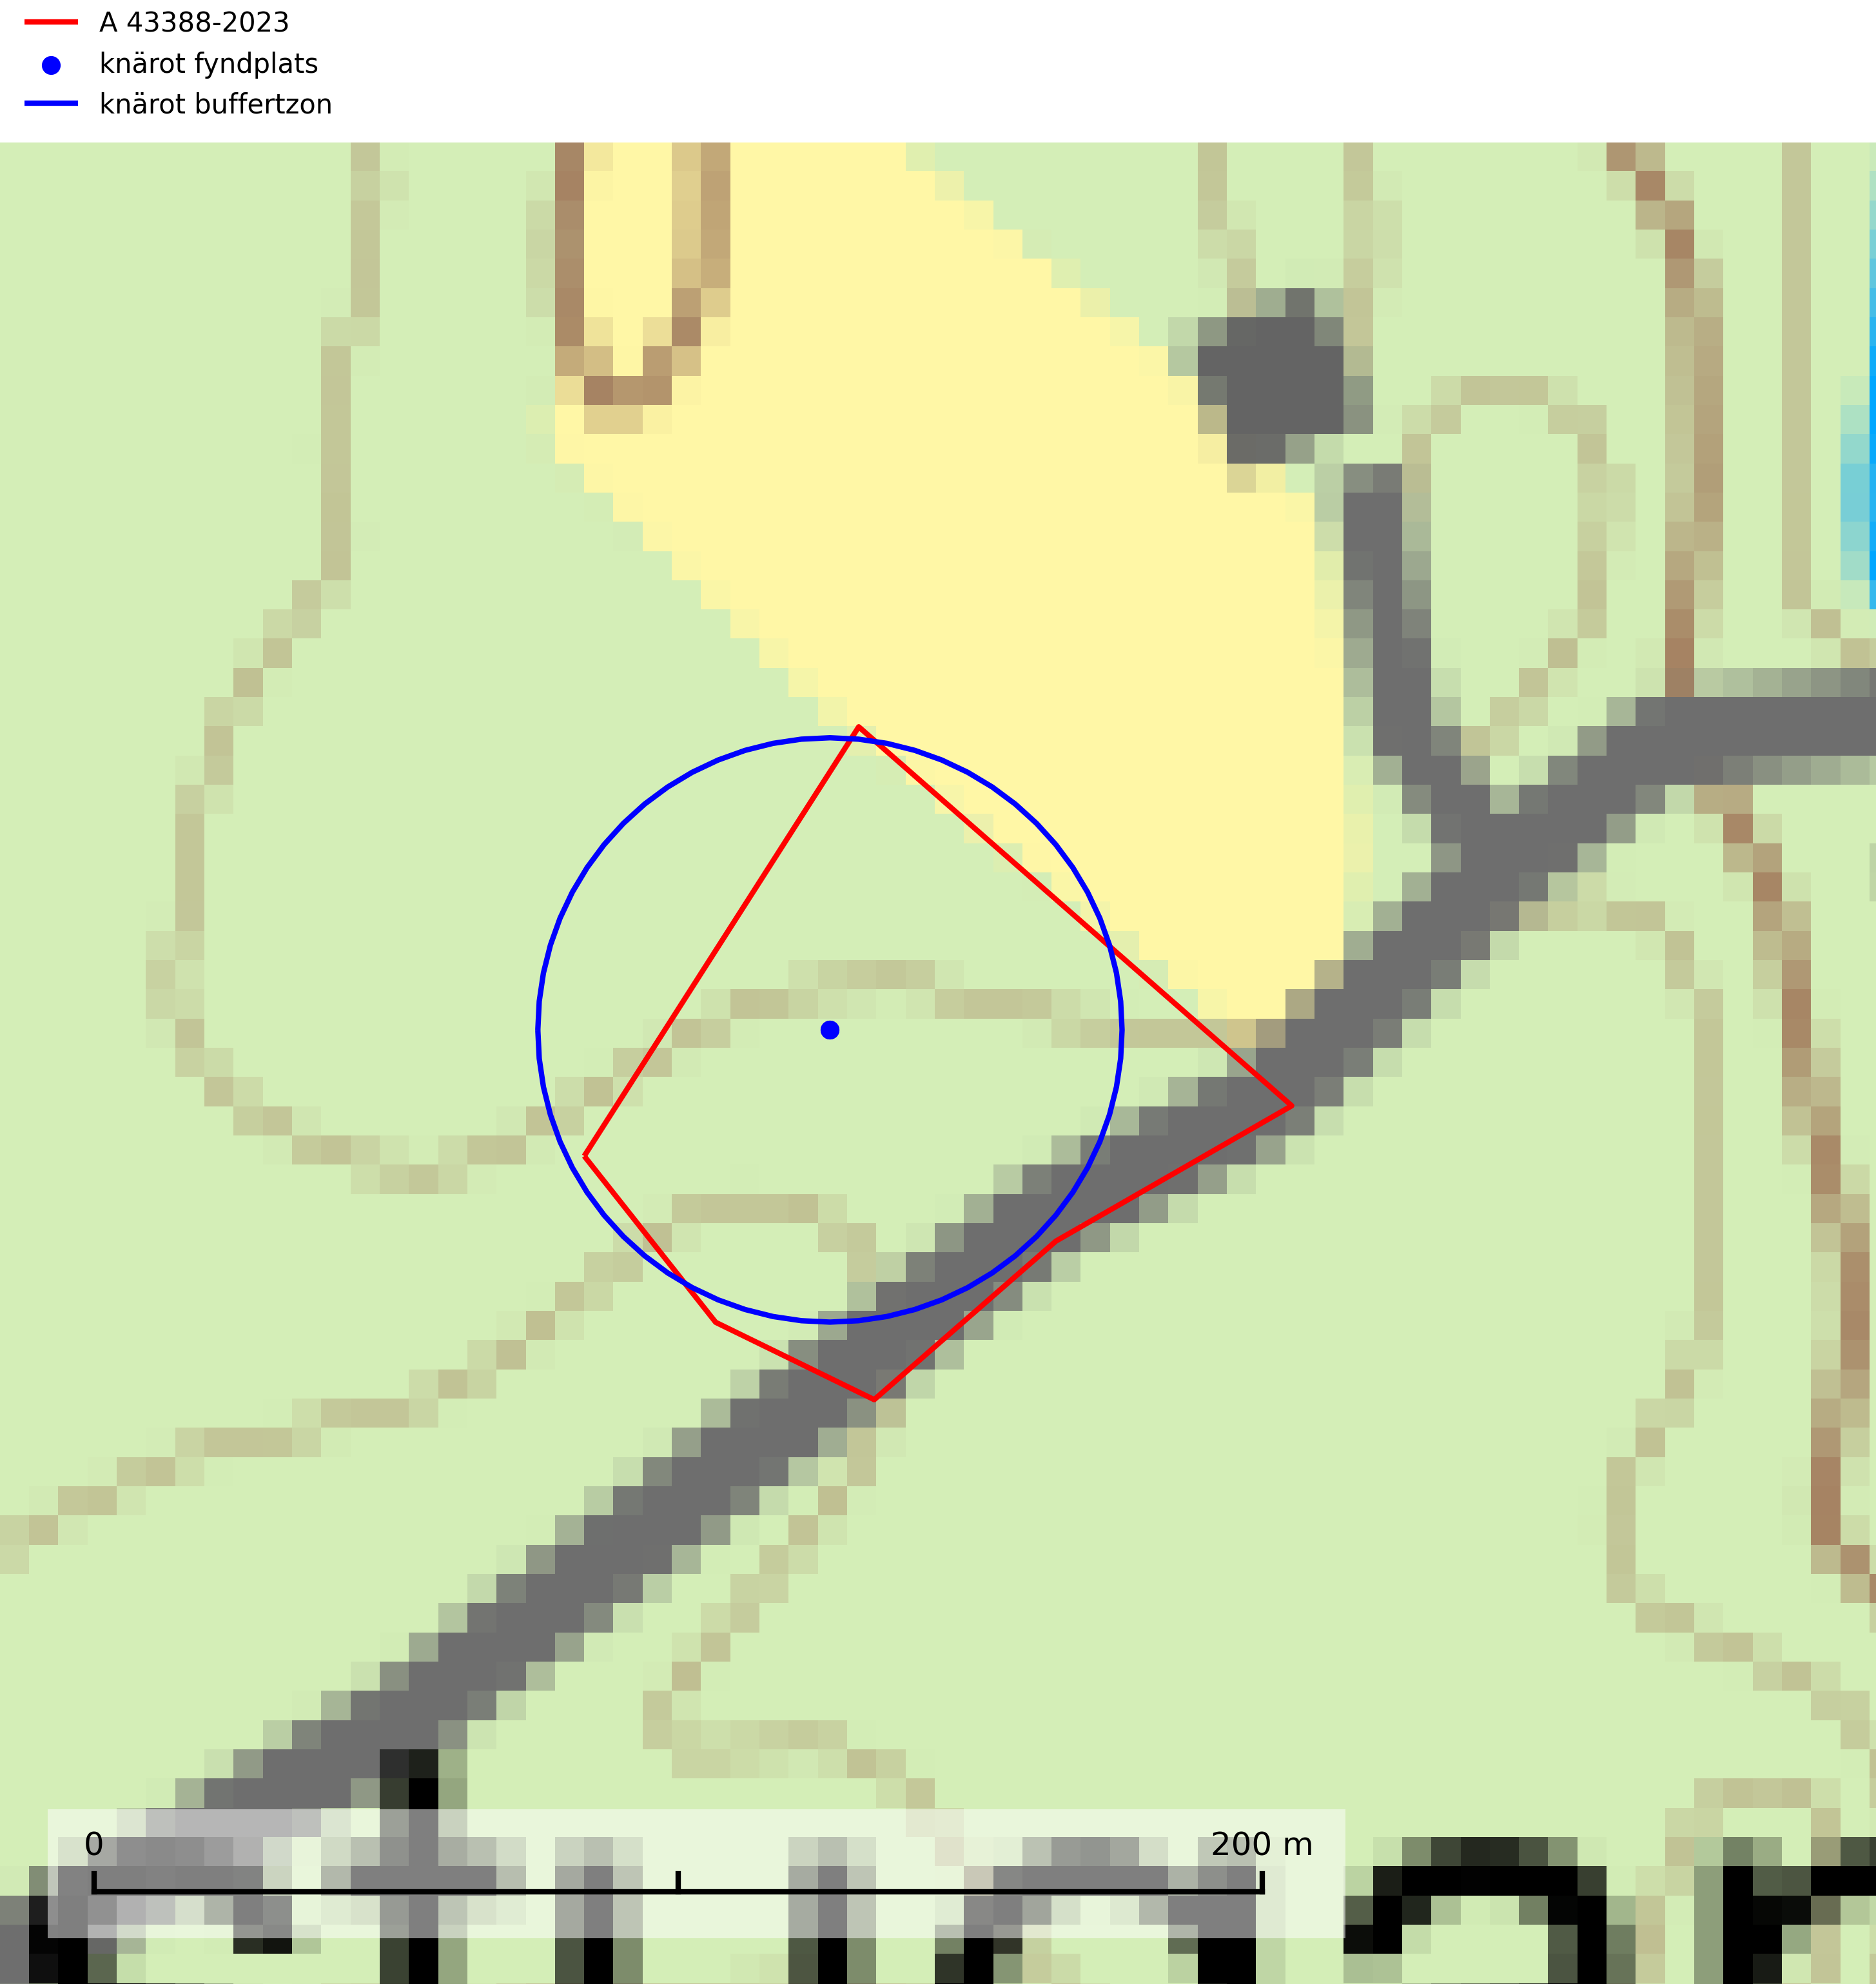 A 43388-2023
knärot fyndplats
knärot buffertzon
0
200 m